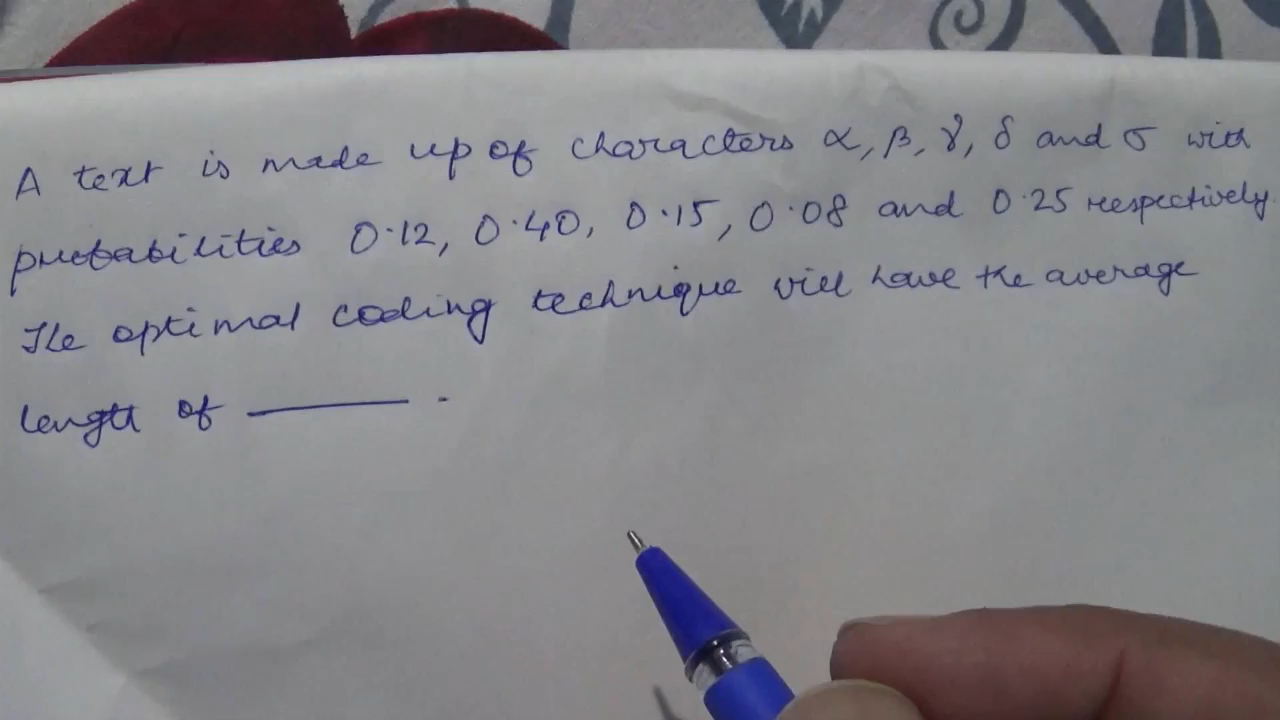 A text is made up of characters α, β, γ, δ and σ with
probabilities 0.12, 0.40, 0.15, 0.08 and 0.25 respectively.
The optimal coding technique will have the average
length of ______ .